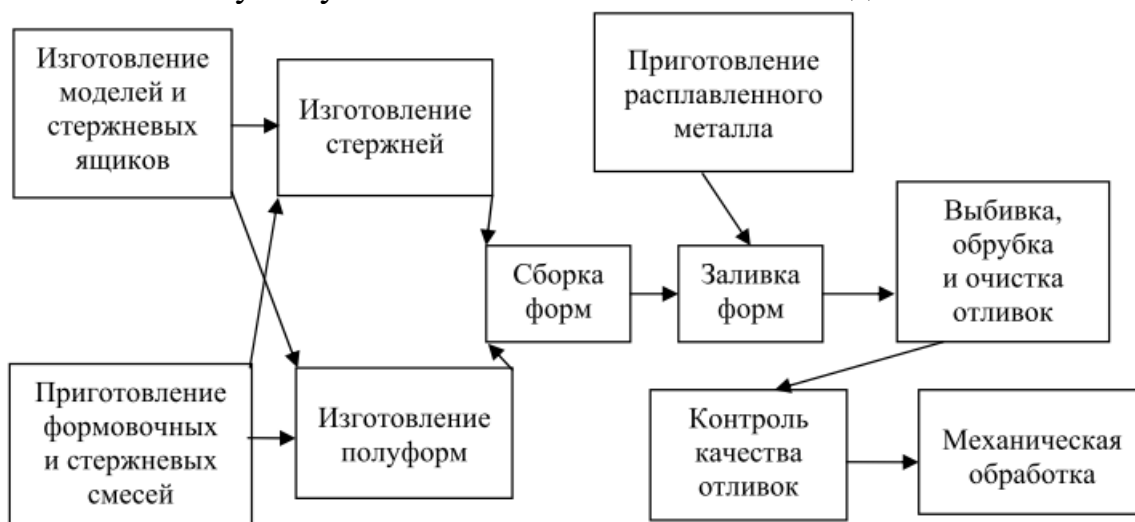 Изготовление
моделей и
стержневых
ящиков
Изготовление
стержней
Приготовление
расплавленного
металла
Выбивка,
обрубка
и очистка
отливок
Сборка
форм
Заливка
форм
Приготовление
формовочных
и стержневых
смесей
Изготовление
полуформ
Контроль
качества
отливок
Механическая
обработка